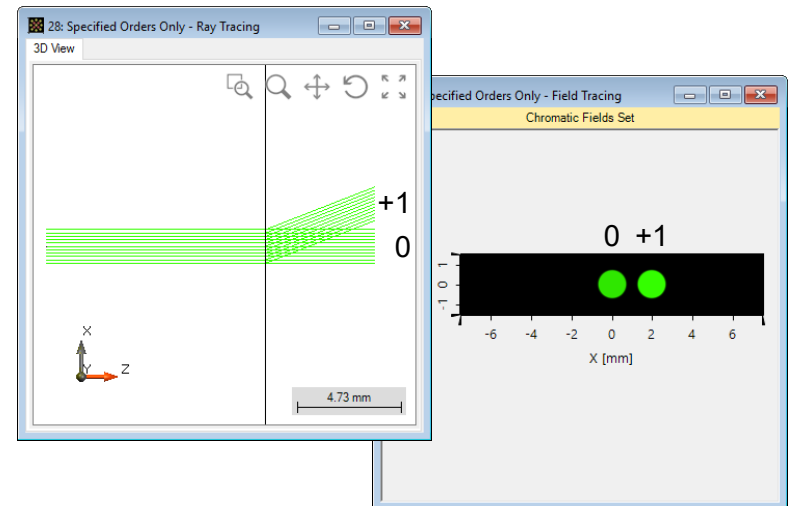 28: Specified Orders Only - Ray Tracing
3D View
+1
0
X
Y
Z
4.73 mm
Specified Orders Only - Field Tracing
Chromatic Fields Set
0 +1
1
0
-1
-6 -4 -2 0 2 4 6
X [mm]